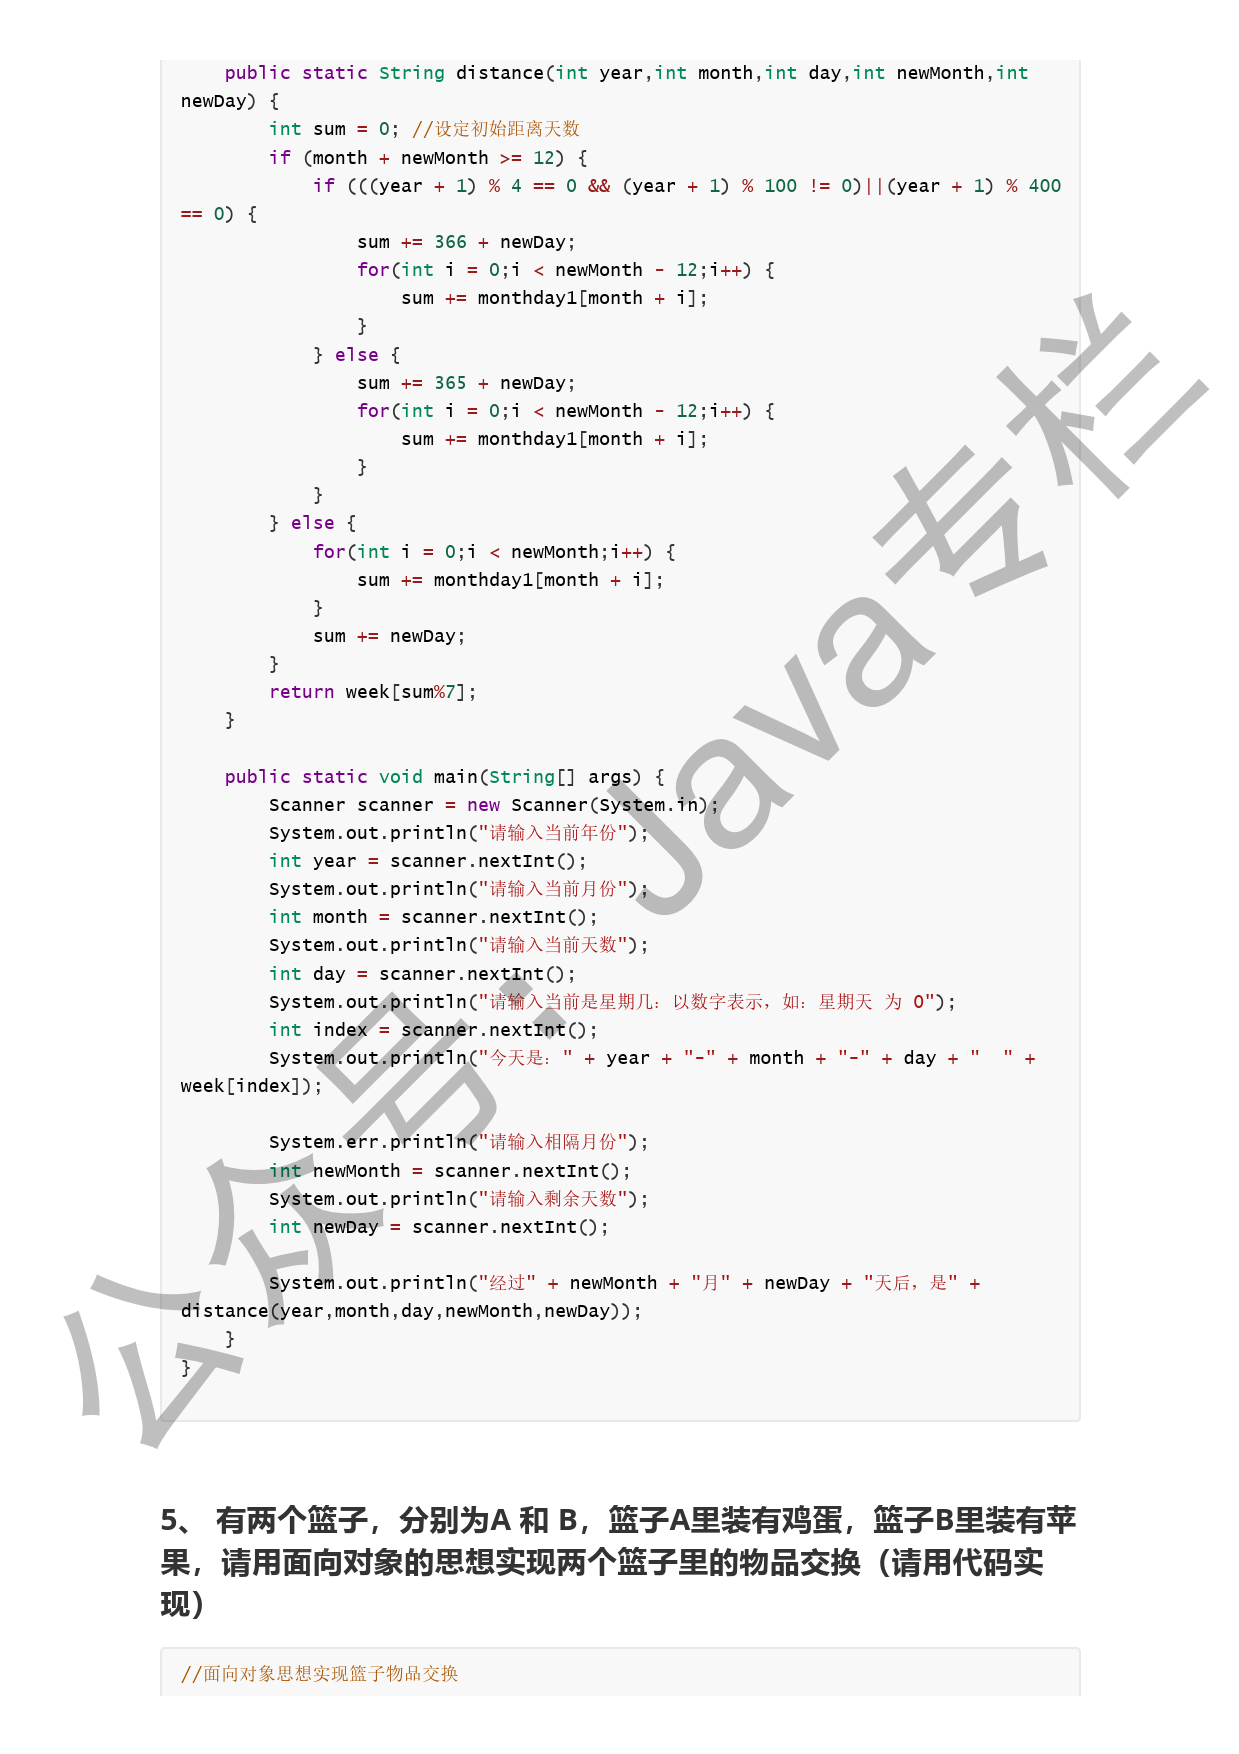 public static String distance(int year,int month,int day,int newMonth,int
newDay) {
int sum = 0; //设定初始距离天数
if (month + newMonth >= 12) {
if (((year + 1) % 4 == 0 && (year + 1) % 100 != 0)||(year + 1) % 400
== 0) {
sum += 366 + newDay;
for(int i = 0;i < newMonth - 12;i++) {
sum += monthday1[month + i];
}
} else {
sum += 365 + newDay;
for(int i = 0;i < newMonth - 12;i++) {
sum += monthday1[month + i];
}
}
} else {
for(int i = 0;i < newMonth;i++) {
sum += monthday1[month + i];
}
sum += newDay;
}
return week[sum%7];
}
public static void main(String[] args) {
Scanner scanner = new Scanner(System.in);
System.out.println("请输入当前年份");
int year = scanner.nextInt();
System.out.println("请输入当前月份");
int month = scanner.nextInt();
System.out.println("请输入当前天数");
int day = scanner.nextInt();
System.out.println("请输入当前是星期几：以数字表示，如：星期天 为 0");
int index = scanner.nextInt();
System.out.println("今天是：" + year + "-" + month + "-" + day + "  " +
week[index]);
System.err.println("请输入相隔月份");
int newMonth = scanner.nextInt();
System.out.println("请输入剩余天数");
int newDay = scanner.nextInt();
System.out.println("经过" + newMonth + "月" + newDay + "天后，是" +
distance(year,month,day,newMonth,newDay));
}
}
5、 有两个篮子，分别为A 和 B，篮子A里装有鸡蛋，篮子B里装有苹
果，请用面向对象的思想实现两个篮子里的物品交换（请用代码实
现）
//面向对象思想实现篮子物品交换
公众号：Java专栏